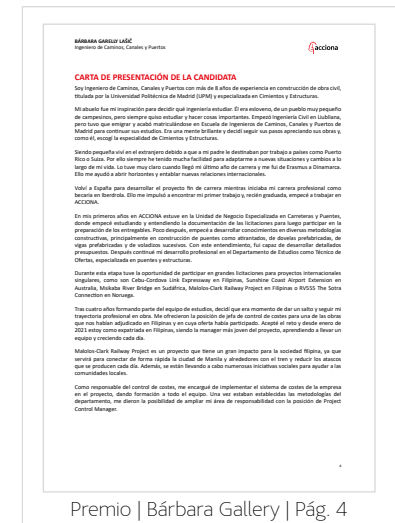 BÁRBARA GARELLY LAŠIČ
Ingeniero de Caminos, Canales y Puertos
acciona
CARTA DE PRESENTACIÓN DE LA CANDIDATA
Soy Ingeniero de Caminos, Canales y Puertos con más de 8 años de experiencia en construcción de obra civil,
titulada por la Universidad Politécnica de Madrid (UPM) y especializada en Cimientos y Estructuras.
Mi abuelo fue mi inspiración para decidir qué ingeniería estudiar. Él era esloveno, de un pueblo muy pequeño
de campesinos, pero siempre quiso estudiar y hacer cosas importantes. Empezó Ingeniería Civil en Liubliana,
pero tuvo que emigrar y acabó matriculándose en Escuela de Ingenieros de Caminos, Canales y Puertos de
Madrid para continuar sus estudios. Era una mente brillante y decidí seguir sus pasos apreciando sus obras y,
como él, escogí la especialidad de Cimientos y Estructuras.
Siendo pequeña viví en el extranjero debido a que a mi padre le destinaban por trabajo a países como Puerto
Rico o Suiza. Por ello siempre he tenido mucha facilidad para adaptarme a nuevas situaciones y cambios a lo
largo de mi vida. Lo tuve muy claro cuando llegó mi último año de carrera y me fui de Erasmus a Dinamarca.
Ello me ayudó a abrir horizontes y entablar nuevas relaciones internacionales.
Volví a España para desarrollar el proyecto fin de carrera mientras iniciaba mi carrera profesional como
becaria en Iberdrola. Ello me impulsó a encontrar mi primer trabajo y, recién graduada, empecé a trabajar en
ACCIONA.
En mis primeros años en ACCIONA estuve en la Unidad de Negocio Especializada en Carreteras y Puentes,
donde empecé estudiando y entendiendo la documentación de las licitaciones para luego participar en la
preparación de los entregables. Poco después, empecé a desarrollar conocimientos en diversas metodologías
constructivas, principalmente en construcción de puentes como atirantados, de dovelas prefabricadas, de
vigas prefabricadas y de voladizos sucesivos. Con este entendimiento, fui capaz de desarrollar detallados
presupuestos. Después continué mi desarrollo profesional en el Departamento de Estudios como Técnico de
Ofertas, especializada en puentes y estructuras.
Durante esta etapa tuve la oportunidad de participar en grandes licitaciones para proyectos internacionales
singulares, como son Cebu-Cordova Link Expressway en Filipinas, Sunshine Coast Airport Extension en
Australia, Msikaba River Bridge en Sudáfrica, Malolos-Clark Railway Project en Filipinas o RV555 The Sotra
Connection en Noruega.
Tras cuatro años formando parte del equipo de estudios, decidí que era momento de dar un salto y seguir mi
trayectoria profesional en obra. Me ofrecieron la posición de jefa de control de costes para una de las obras
que nos habían adjudicado en Filipinas y en cuya oferta había participado. Acepté el reto y desde enero de
2021 estoy como expatriada en Filipinas, siendo la mánager más joven del proyecto, aprendiendo a llevar un
equipo y creciendo cada día.
Malolos-Clark Railway Project es un proyecto que tiene un gran impacto para la sociedad filipina, ya que
servirá para conectar de forma rápida la ciudad de Manila y alrededores con el tren y reducir los atascos
que se producen cada día. Además, se están llevando a cabo numerosas iniciativas sociales para ayudar a las
comunidades locales.
Como responsable del control de costes, me encargué de implementar el sistema de costes de la empresa
en el proyecto, dando formación a todo el equipo. Una vez estaban establecidas las metodologías del
departamento, me dieron la posibilidad de ampliar mi área de responsabilidad con la posición de Project
Control Manager.
4
Premio | Bárbara Gallery | Pág. 4